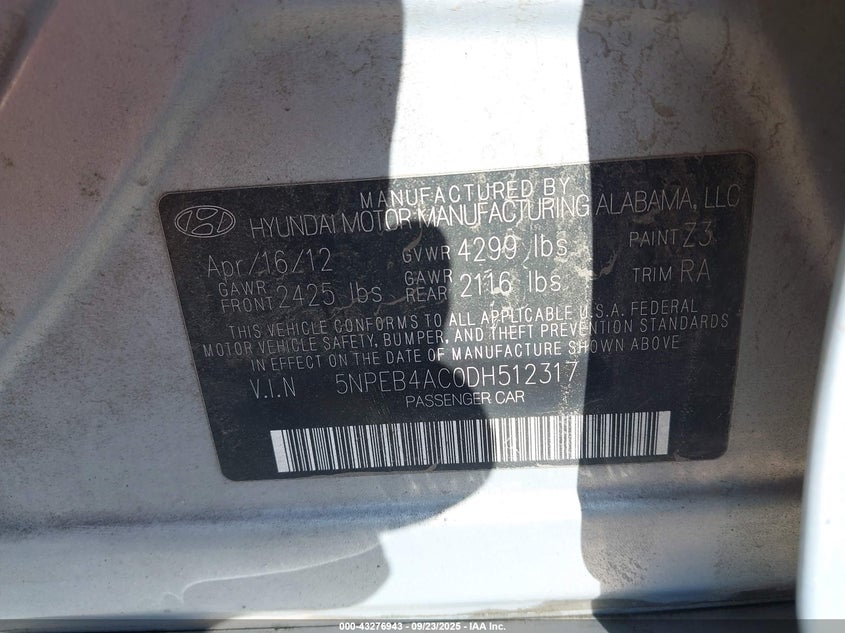 MANUFACTURED BY
HYUNDAI MOTOR MANUFACTURING ALABAMA, LLC
Apr/16/12 GVWR 4299 lbs PAINT Z3
GAWR FRONT 2425 lbs GAWR REAR 2116 lbs TRIM RA
THIS VEHICLE CONFORMS TO ALL APPLICABLE U.S.A. FEDERAL
MOTOR VEHICLE SAFETY, BUMPER, AND THEFT PREVENTION STANDARDS
IN EFFECT ON THE DATE OF MANUFACTURE SHOWN ABOVE
V.I.N 5NPEB4AC0DH512317
PASSENGER CAR
000-43276943 - 09/23/2025 - IAA Inc.